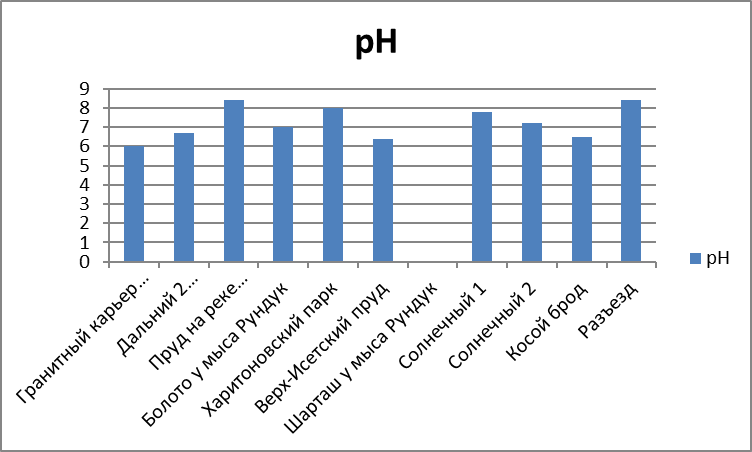 pH
9
8
7
6
5
4
3
2
1
0
Гранитный карьер...
Дальний 2...
Пруд на реке...
Болото у мыса Рундук
Харитоновский парк
Верх-Исетский пруд
Шарташ у мыса Рундук
Солнечный 1
Солнечный 2
Косой брод
Разъезд
pH